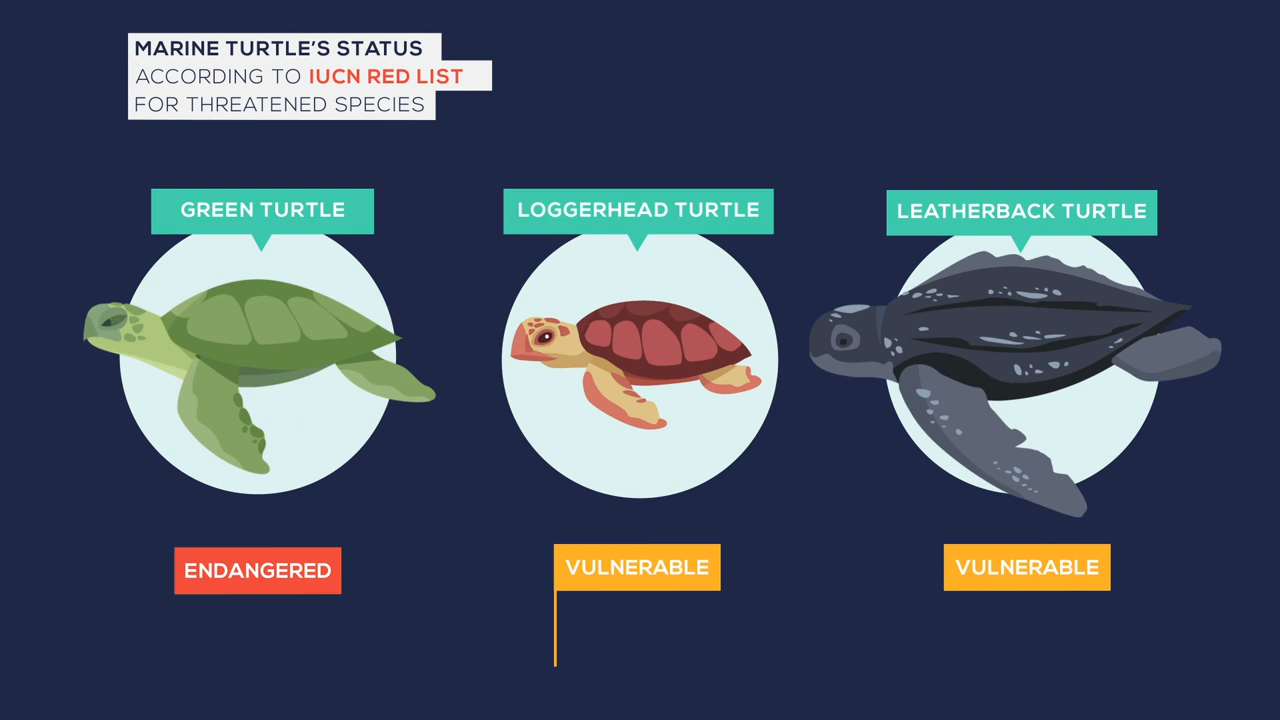 MARINE TURTLE'S STATUS
ACCORDING TO IUCN RED LIST
FOR THREATENED SPECIES
GREEN TURTLE
LOGGERHEAD TURTLE
LEATHERBACK TURTLE
ENDANGERED
VULNERABLE
VULNERABLE